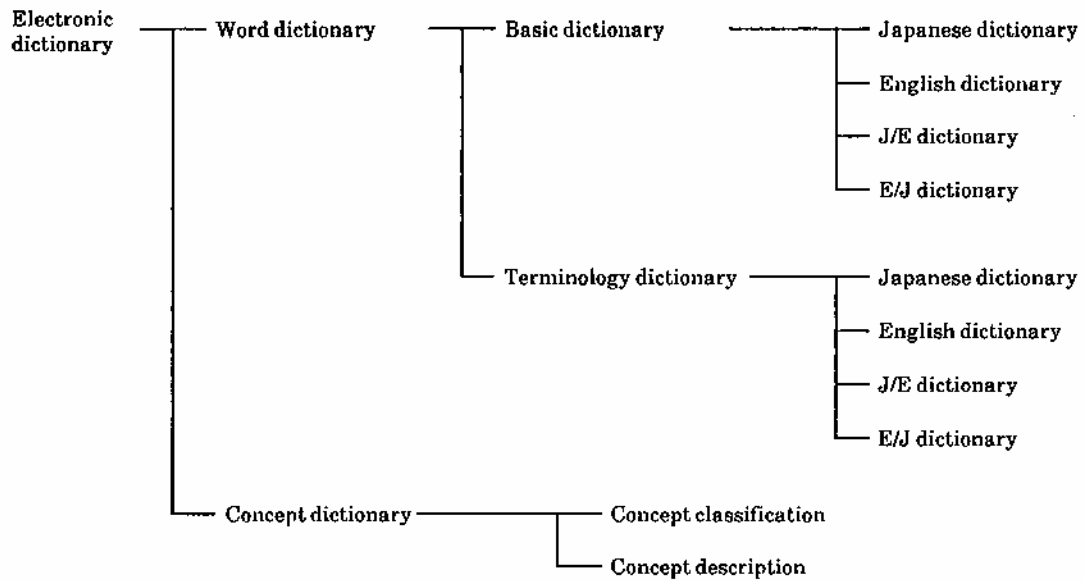 Electronic
dictionary
Word dictionary
Basic dictionary
Japanese dictionary
English dictionary
J/E dictionary
E/J dictionary
Terminology dictionary
Japanese dictionary
English dictionary
J/E dictionary
E/J dictionary
Concept dictionary
Concept classification
Concept description